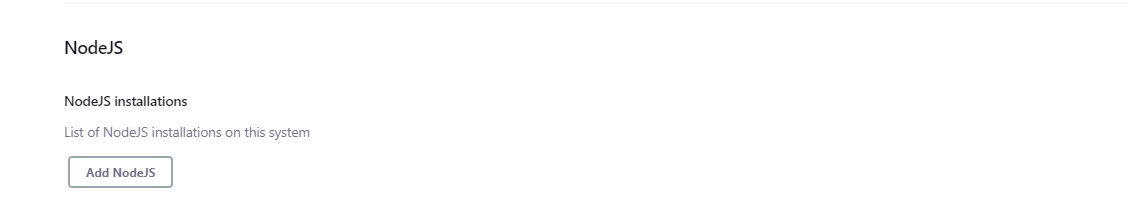 NodeJS
NodeJS installations
List of NodeJS installations on this system
Add NodeJS